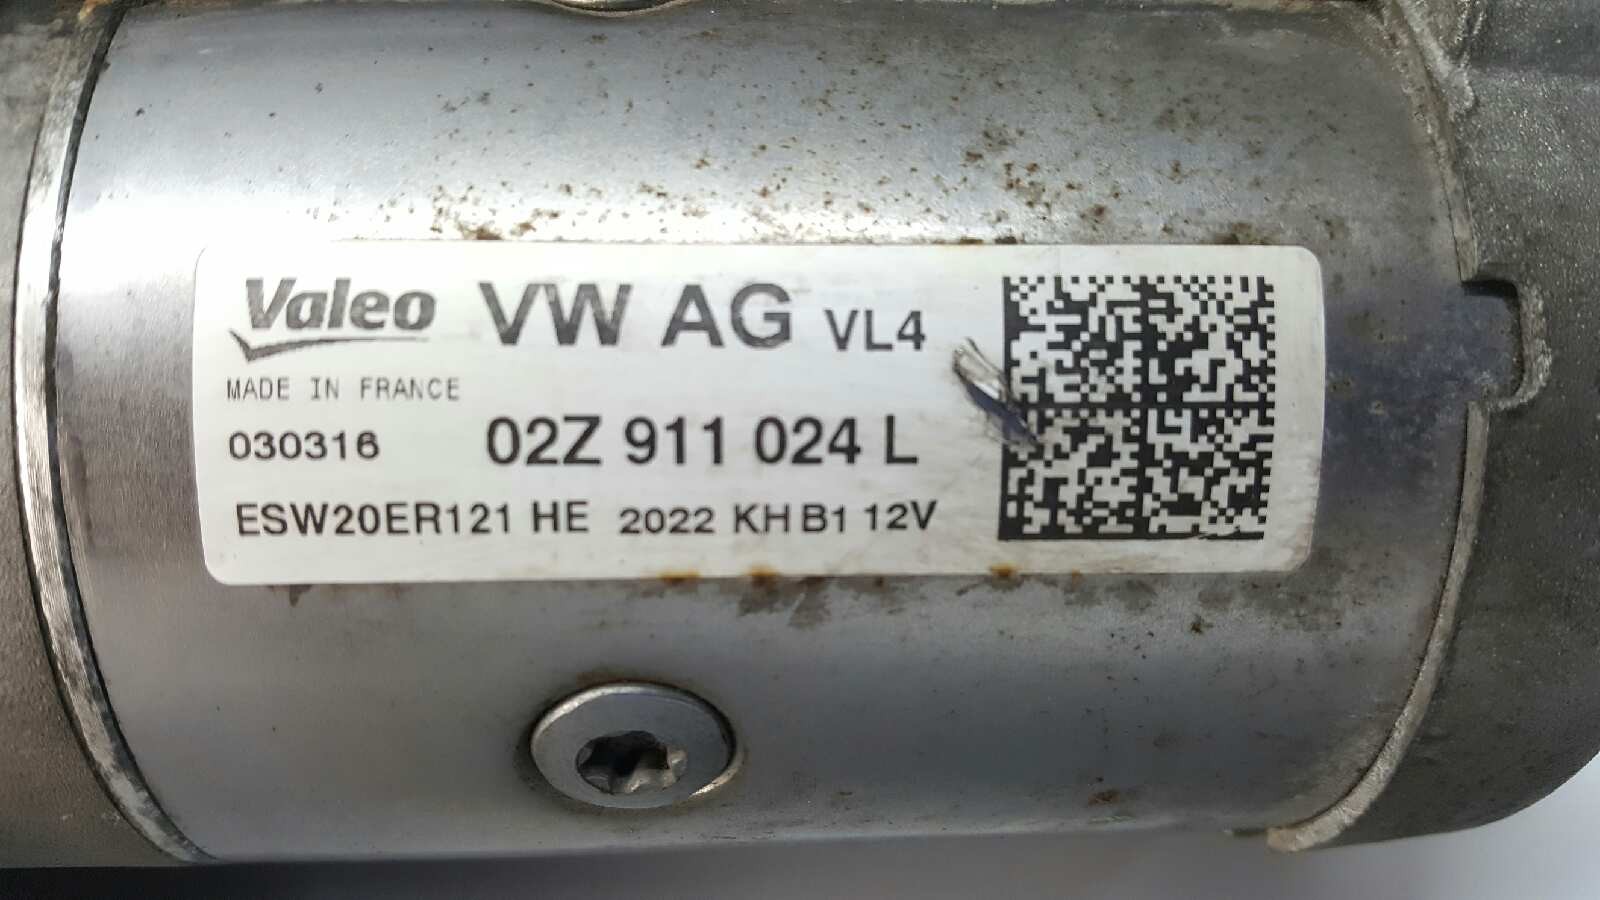 Valeo VW AG VL4
MADE IN FRANCE
030316 02Z 911 024 L
ESW20ER121 HE 2022 KH B1 12V